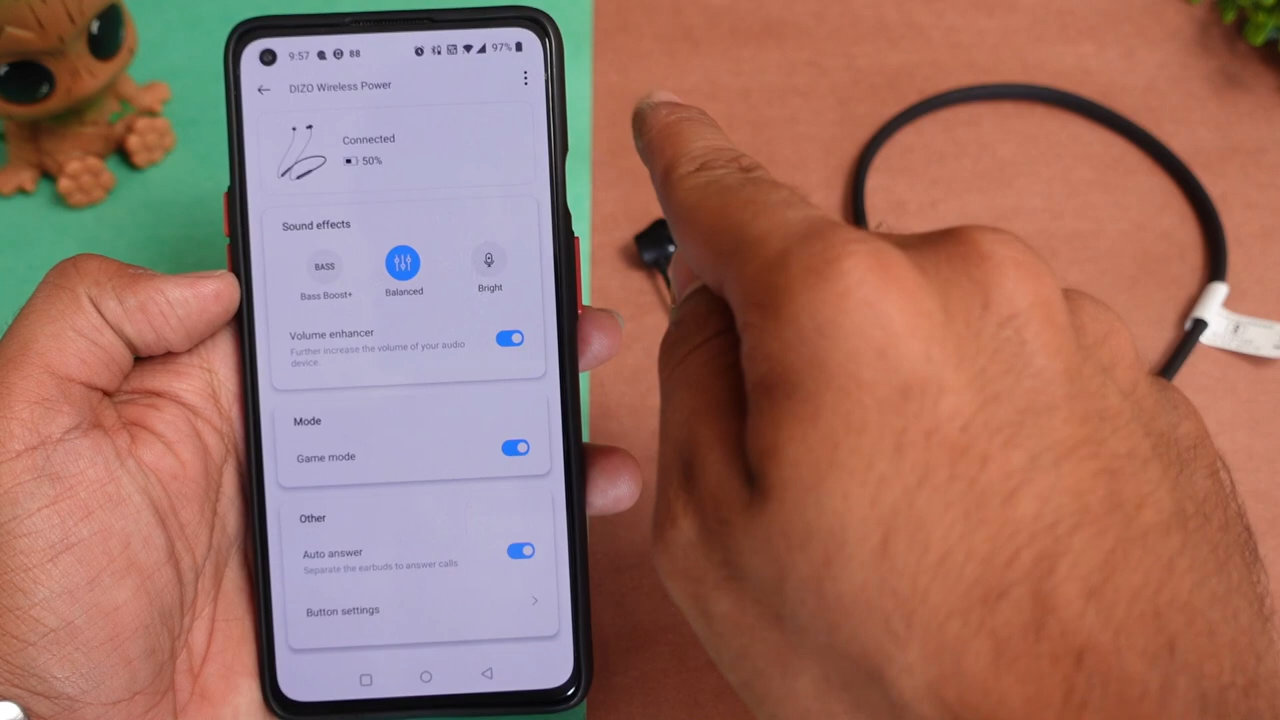 9:57 88 97%
DIZO Wireless Power
Connected
50%
Sound effects
BASS
Bass Boost+ Balanced Bright
Volume enhancer
Further increase the volume of your audio
device.
Mode
Game mode
Other
Auto answer
Separate the earbuds to answer calls
Button settings